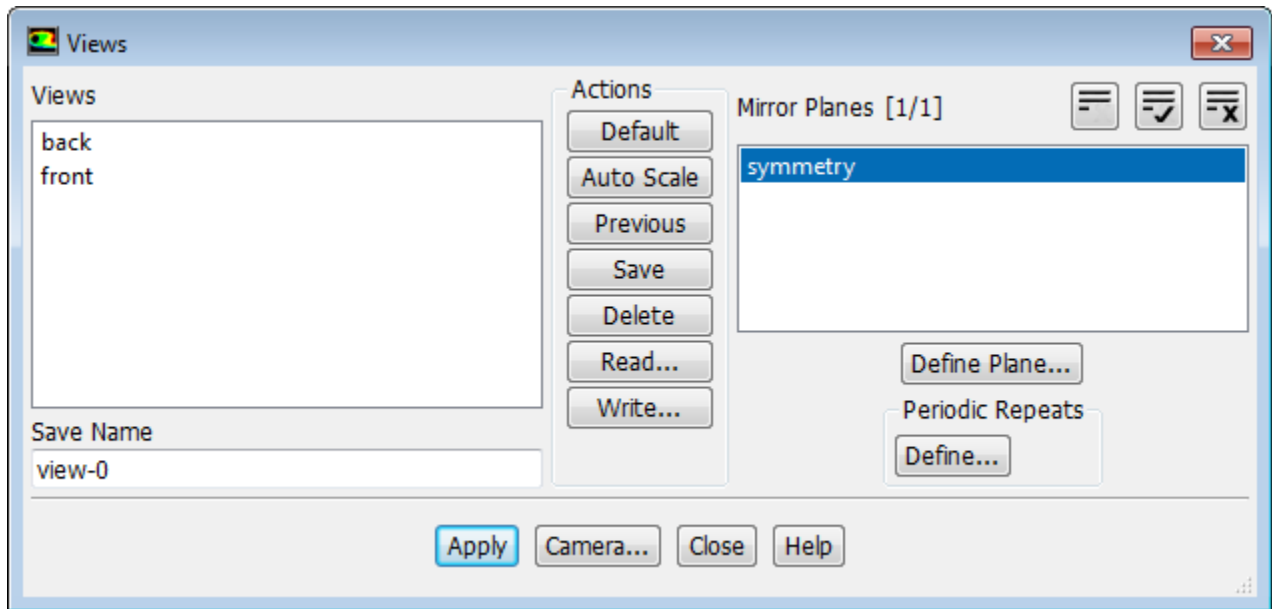 Views
Views
back
front
Save Name
view-0
Actions
Default
Auto Scale
Previous
Save
Delete
Read...
Write...
Mirror Planes [1/1]
symmetry
Define Plane...
Periodic Repeats
Define...
Apply
Camera...
Close
Help